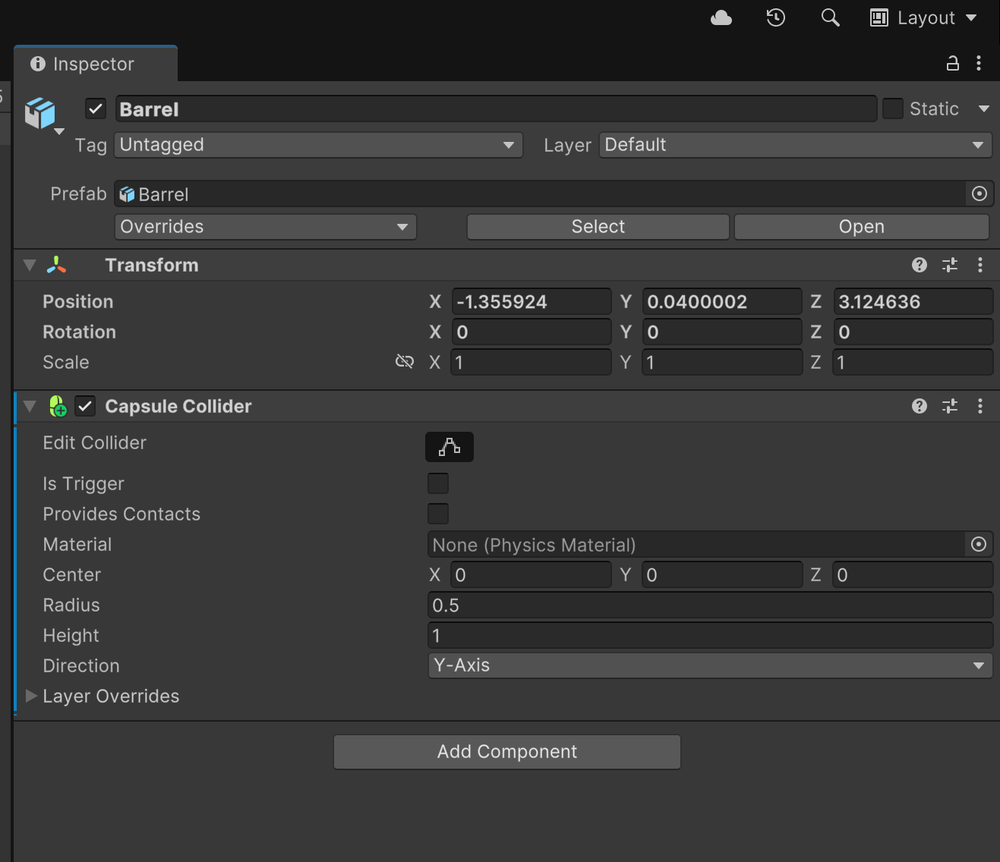 Layout
Inspector
Barrel Static
Tag Untagged Layer Default
Prefab Barrel
Overrides Select Open
Transform
Position X -1.355924 Y 0.0400002 Z 3.124636
Rotation X 0 Y 0 Z 0
Scale X 1 Y 1 Z 1
Capsule Collider
Edit Collider
Is Trigger
Provides Contacts
Material None (Physics Material)
Center X 0 Y 0 Z 0
Radius 0.5
Height 1
Direction Y-Axis
Layer Overrides
Add Component